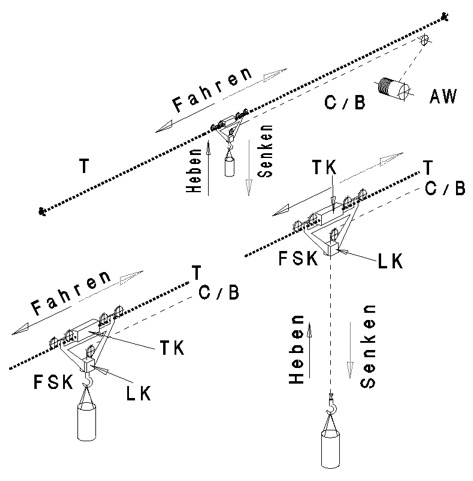 Fahren
C/B
AW
T
Heben
Senken
TK
T
C/B
FSK
LK
Fahren
T
C/B
TK
FSK
LK
Heben
Senken